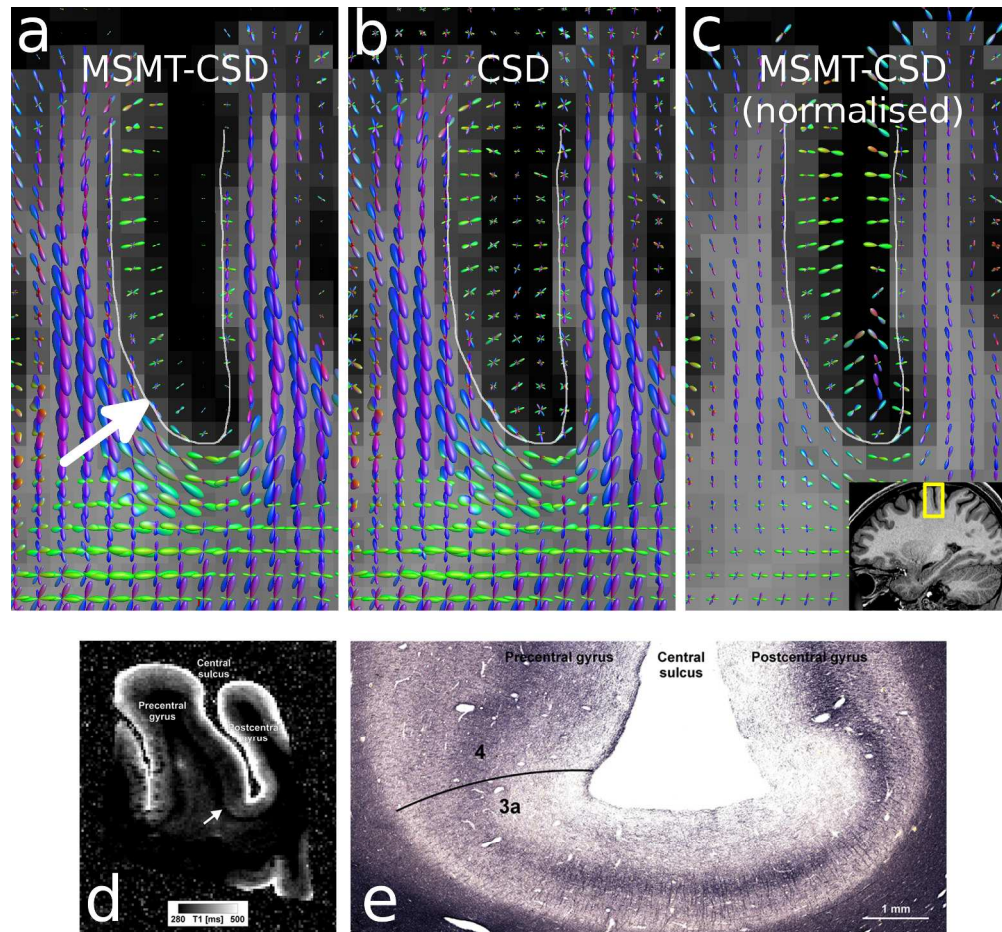 a
MSMT-CSD
b
CSD
c
MSMT-CSD
(normalised)
d
Central
sulcus
Precentral
gyrus
Postcentral
gyrus
280 T1 [ms] 500
e
Precentral gyrus
Central
sulcus
Postcentral gyrus
4
3a
1 mm